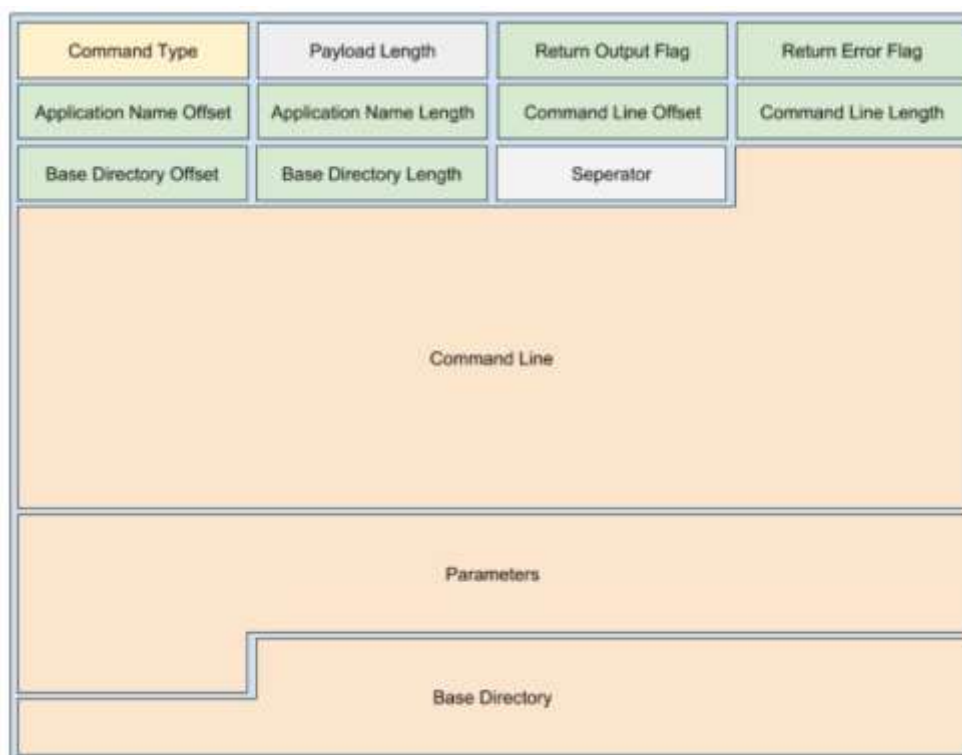 Command Type
Payload Length
Return Output Flag
Return Error Flag
Application Name Offset
Application Name Length
Command Line Offset
Command Line Length
Base Directory Offset
Base Directory Length
Seperator
Command Line
Parameters
Base Directory